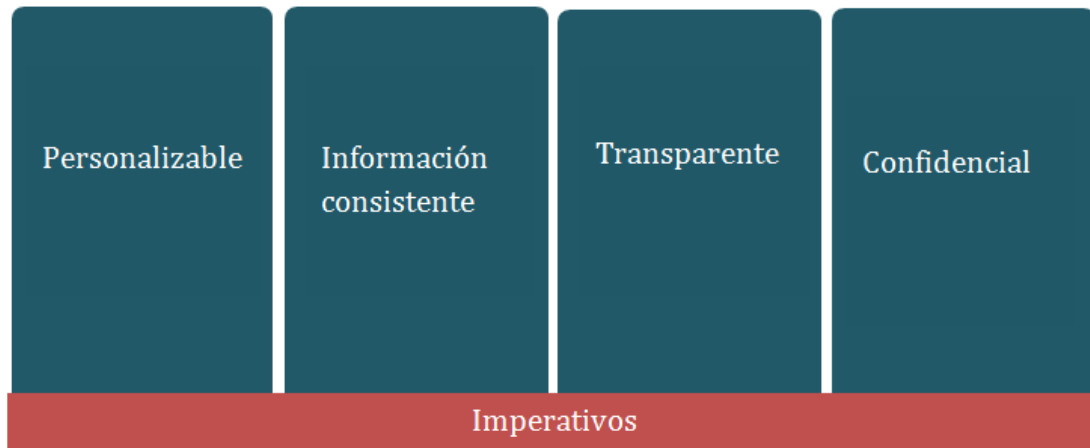 Personalizable
Información
consistente
Transparente
Confidencial
Imperativos